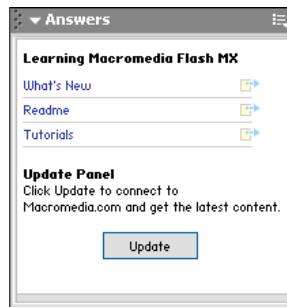 Answers
Learning Macromedia Flash MX
What's New
Readme
Tutorials
Update Panel
Click Update to connect to
Macromedia.com and get the latest content.
Update